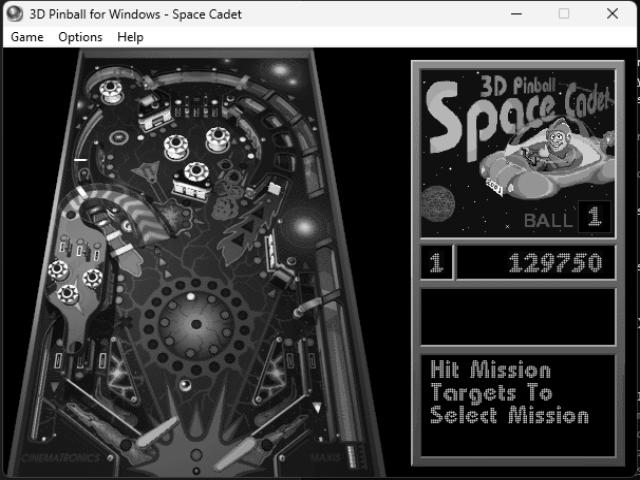 3D Pinball for Windows - Space Cadet
Game Options Help
3D Pinball
Space Cadet
BALL 1
1 129750
Hit Mission
Targets To
Select Mission
CINEMATRONICS
MAXIS